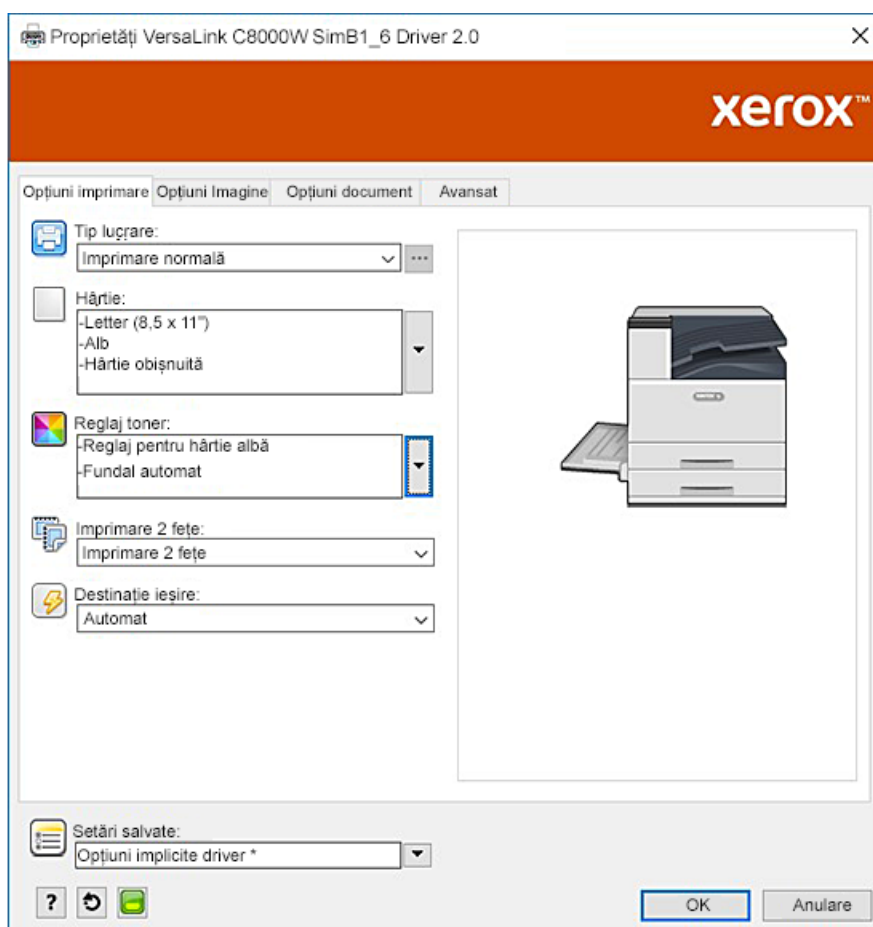 Proprietăți VersaLink C8000W SimB1_6 Driver 2.0
xerox™
Opțiuni imprimare
Opțiuni Imagine
Opțiuni document
Avansat
Tip lucrare:
Imprimare normală
Hârtie:
-Letter (8,5 x 11")
-Alb
-Hârtie obișnuită
Reglaj toner:
-Reglaj pentru hârtie albă
-Fundal automat
Imprimare 2 fețe:
Imprimare 2 fețe
Destinație ieșire:
Automat
Setări salvate:
Opțiuni implicite driver *
?
OK
Anulare